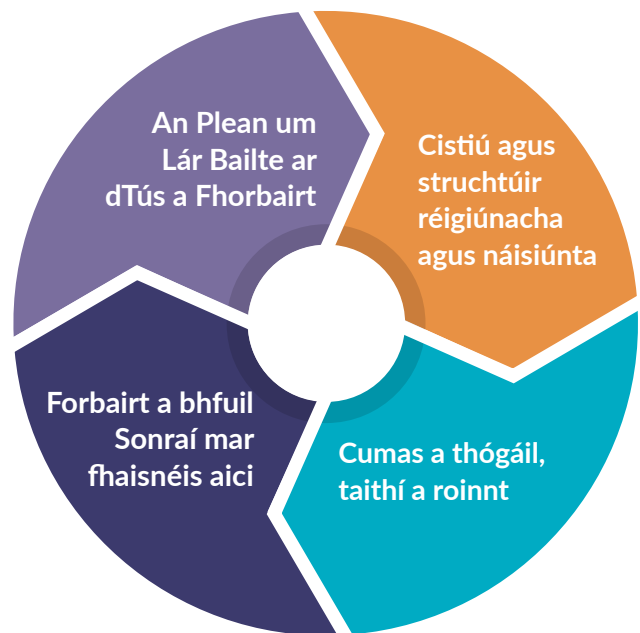 An Plean um
Lár Bailte ar
dTús a Fhorbairt
Cistiú agus
struchtúir
réigiúnacha
agus náisiúnta
Forbairt a bhfuil
Sonraí mar
fhaisnéis aici
Cumas a thógáil,
taithí a roinnt